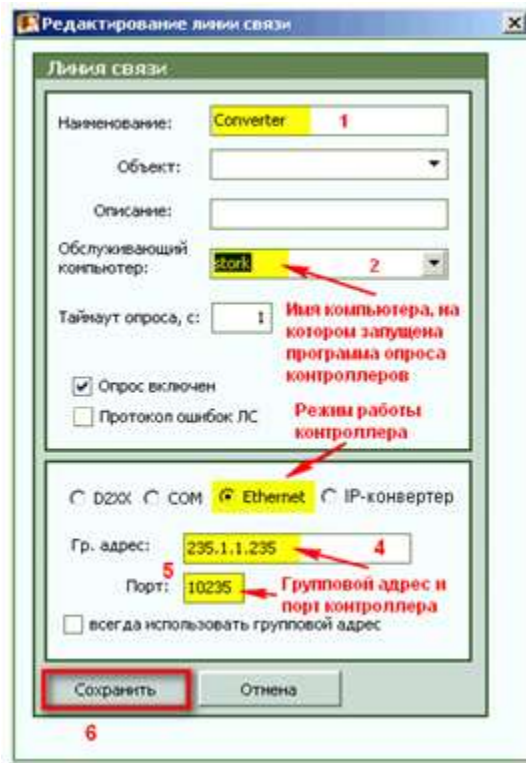 Редактирование линии связи
Линия связи
Наименование: Converter 1
Объект:
Описание:
Обслуживающий
компьютер: stork 2
Имя компьютера, на
котором запущена
программа опроса
контроллеров
Таймаут опроса, с: 1
Опрос включен
Протокол ошибок ЛС
Режим работы
контроллера
D2XX COM Ethernet IP-конвертер
Гр. адрес: 235.1.1.235 4
5
Порт: 10235
Групповой адрес и
порт контроллера
всегда использовать групповой адрес
Сохранить Отмена
6